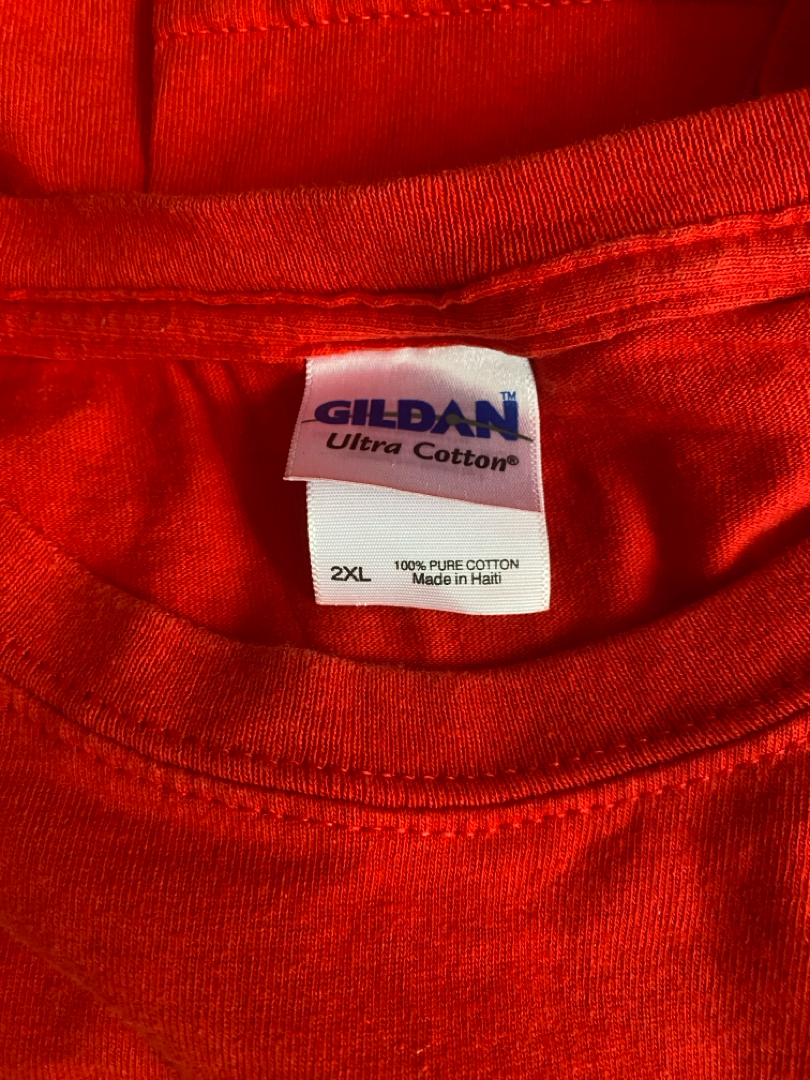 GILDAN™
Ultra Cotton®
2XL
100% PURE COTTON
Made in Haiti